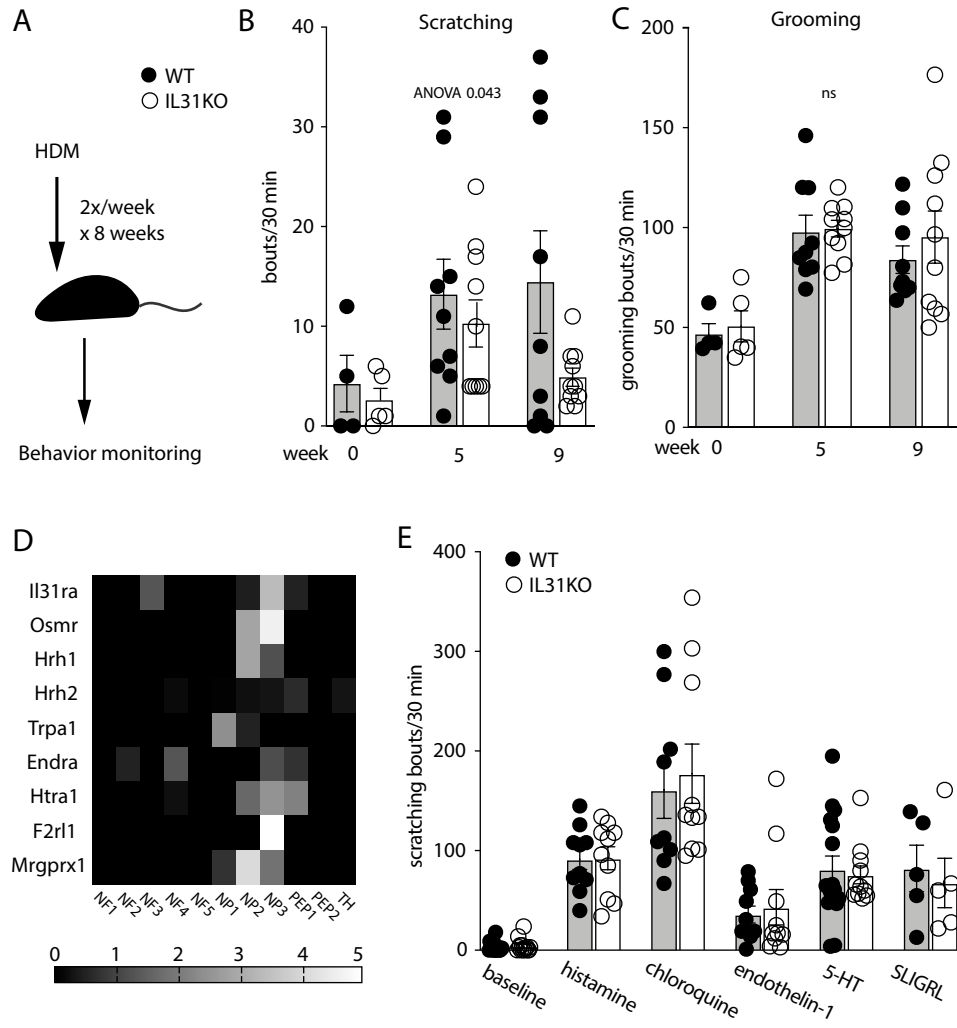 A
WT
IL31KO
HDM
2x/week
x 8 weeks
Behavior monitoring
B
Scratching
ANOVA 0.043
bouts/30 min
40
30
20
10
0
week 0 5 9
C
Grooming
ns
grooming bouts/30 min
200
150
100
50
0
week 0 5 9
D
Il31ra
Osmr
Hrh1
Hrh2
Trpa1
Endra
Htra1
F2rl1
Mrgprx1
NF1 NF2 NF3 NF4 NF5 NP1 NP2 NP3 PEP1 PEP2 TH
0 1 2 3 4 5
E
WT
IL31KO
scratching bouts/30 min
400
300
200
100
0
baseline histamine chloroquine endothelin-1 5-HT SLIGRL